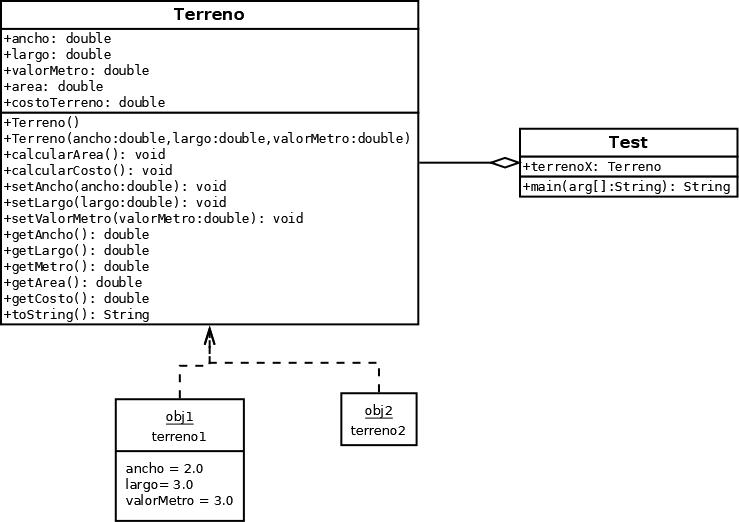 Terreno
+ancho: double
+largo: double
+valorMetro: double
+area: double
+costoTerreno: double
+Terreno()
+Terreno(ancho:double,largo:double,valorMetro:double)
+calcularArea(): void
+calcularCosto(): void
+setAncho(ancho:double): void
+setLargo(largo:double): void
+setValorMetro(valorMetro:double): void
+getAncho(): double
+getLargo(): double
+getMetro(): double
+getArea(): double
+getCosto(): double
+toString(): String
Test
+terrenoX: Terreno
+main(arg[]:String): String
obj1
terreno1
ancho = 2.0
largo= 3.0
valorMetro = 3.0
obj2
terreno2